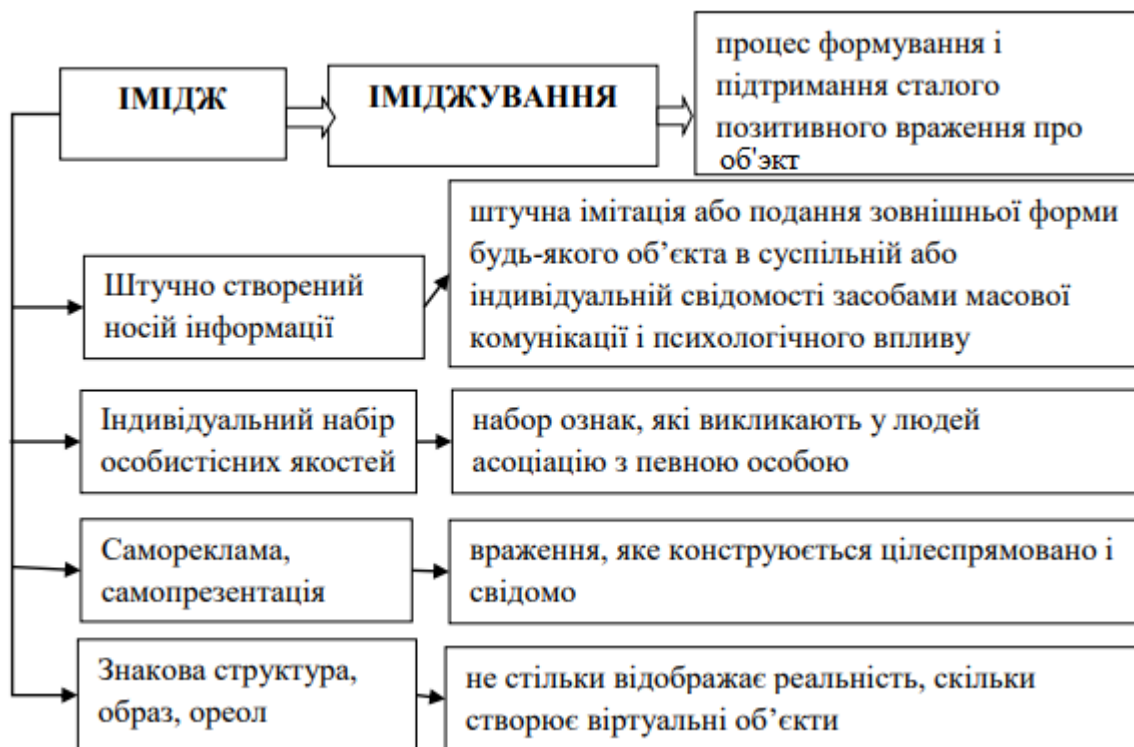 ІМІДЖ
ІМІДЖУВАННЯ
процес формування і
підтримання сталого
позитивного враження про
об'экт
Штучно створений
носій інформації
штучна імітація або подання зовнішньої форми
будь-якого об’єкта в суспільній або
індивідуальній свідомості засобами масової
комунікації і психологічного впливу
Індивідуальний набір
особистісних якостей
набор ознак, які викликають у людей
асоціацію з певною особою
Самореклама,
самопрезентація
враження, яке конструюється цілеспрямовано і
свідомо
Знакова структура,
образ, ореол
не стільки відображає реальність, скільки
створює віртуальні об’єкти